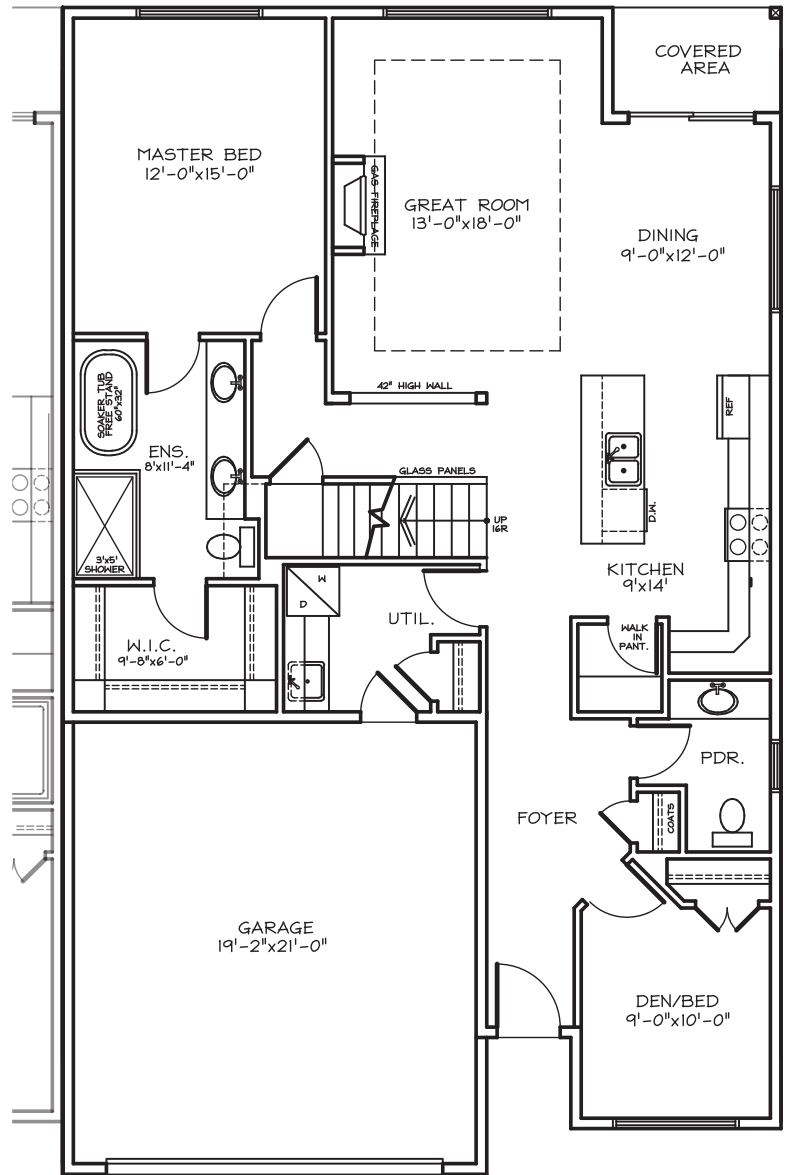 COVERED
AREA
MASTER BED
12'-0"x15'-0"
GAS FIREPLACE
GREAT ROOM
13'-0"x18'-0"
DINING
9'-0"x12'-0"
42" HIGH WALL
SOAKER TUB
FREE STAND
60"x32"
REF
ENS.
8'x11'-4"
GLASS PANELS
UP
16R
D.W.
3'x5'
SHOWER
KITCHEN
9'x14'
W
D
UTIL.
WALK
IN
PANT.
W.I.C.
9'-8"x6'-0"
PDR.
FOYER
COATS
GARAGE
19'-2"x21'-0"
DEN/BED
9'-0"x10'-0"